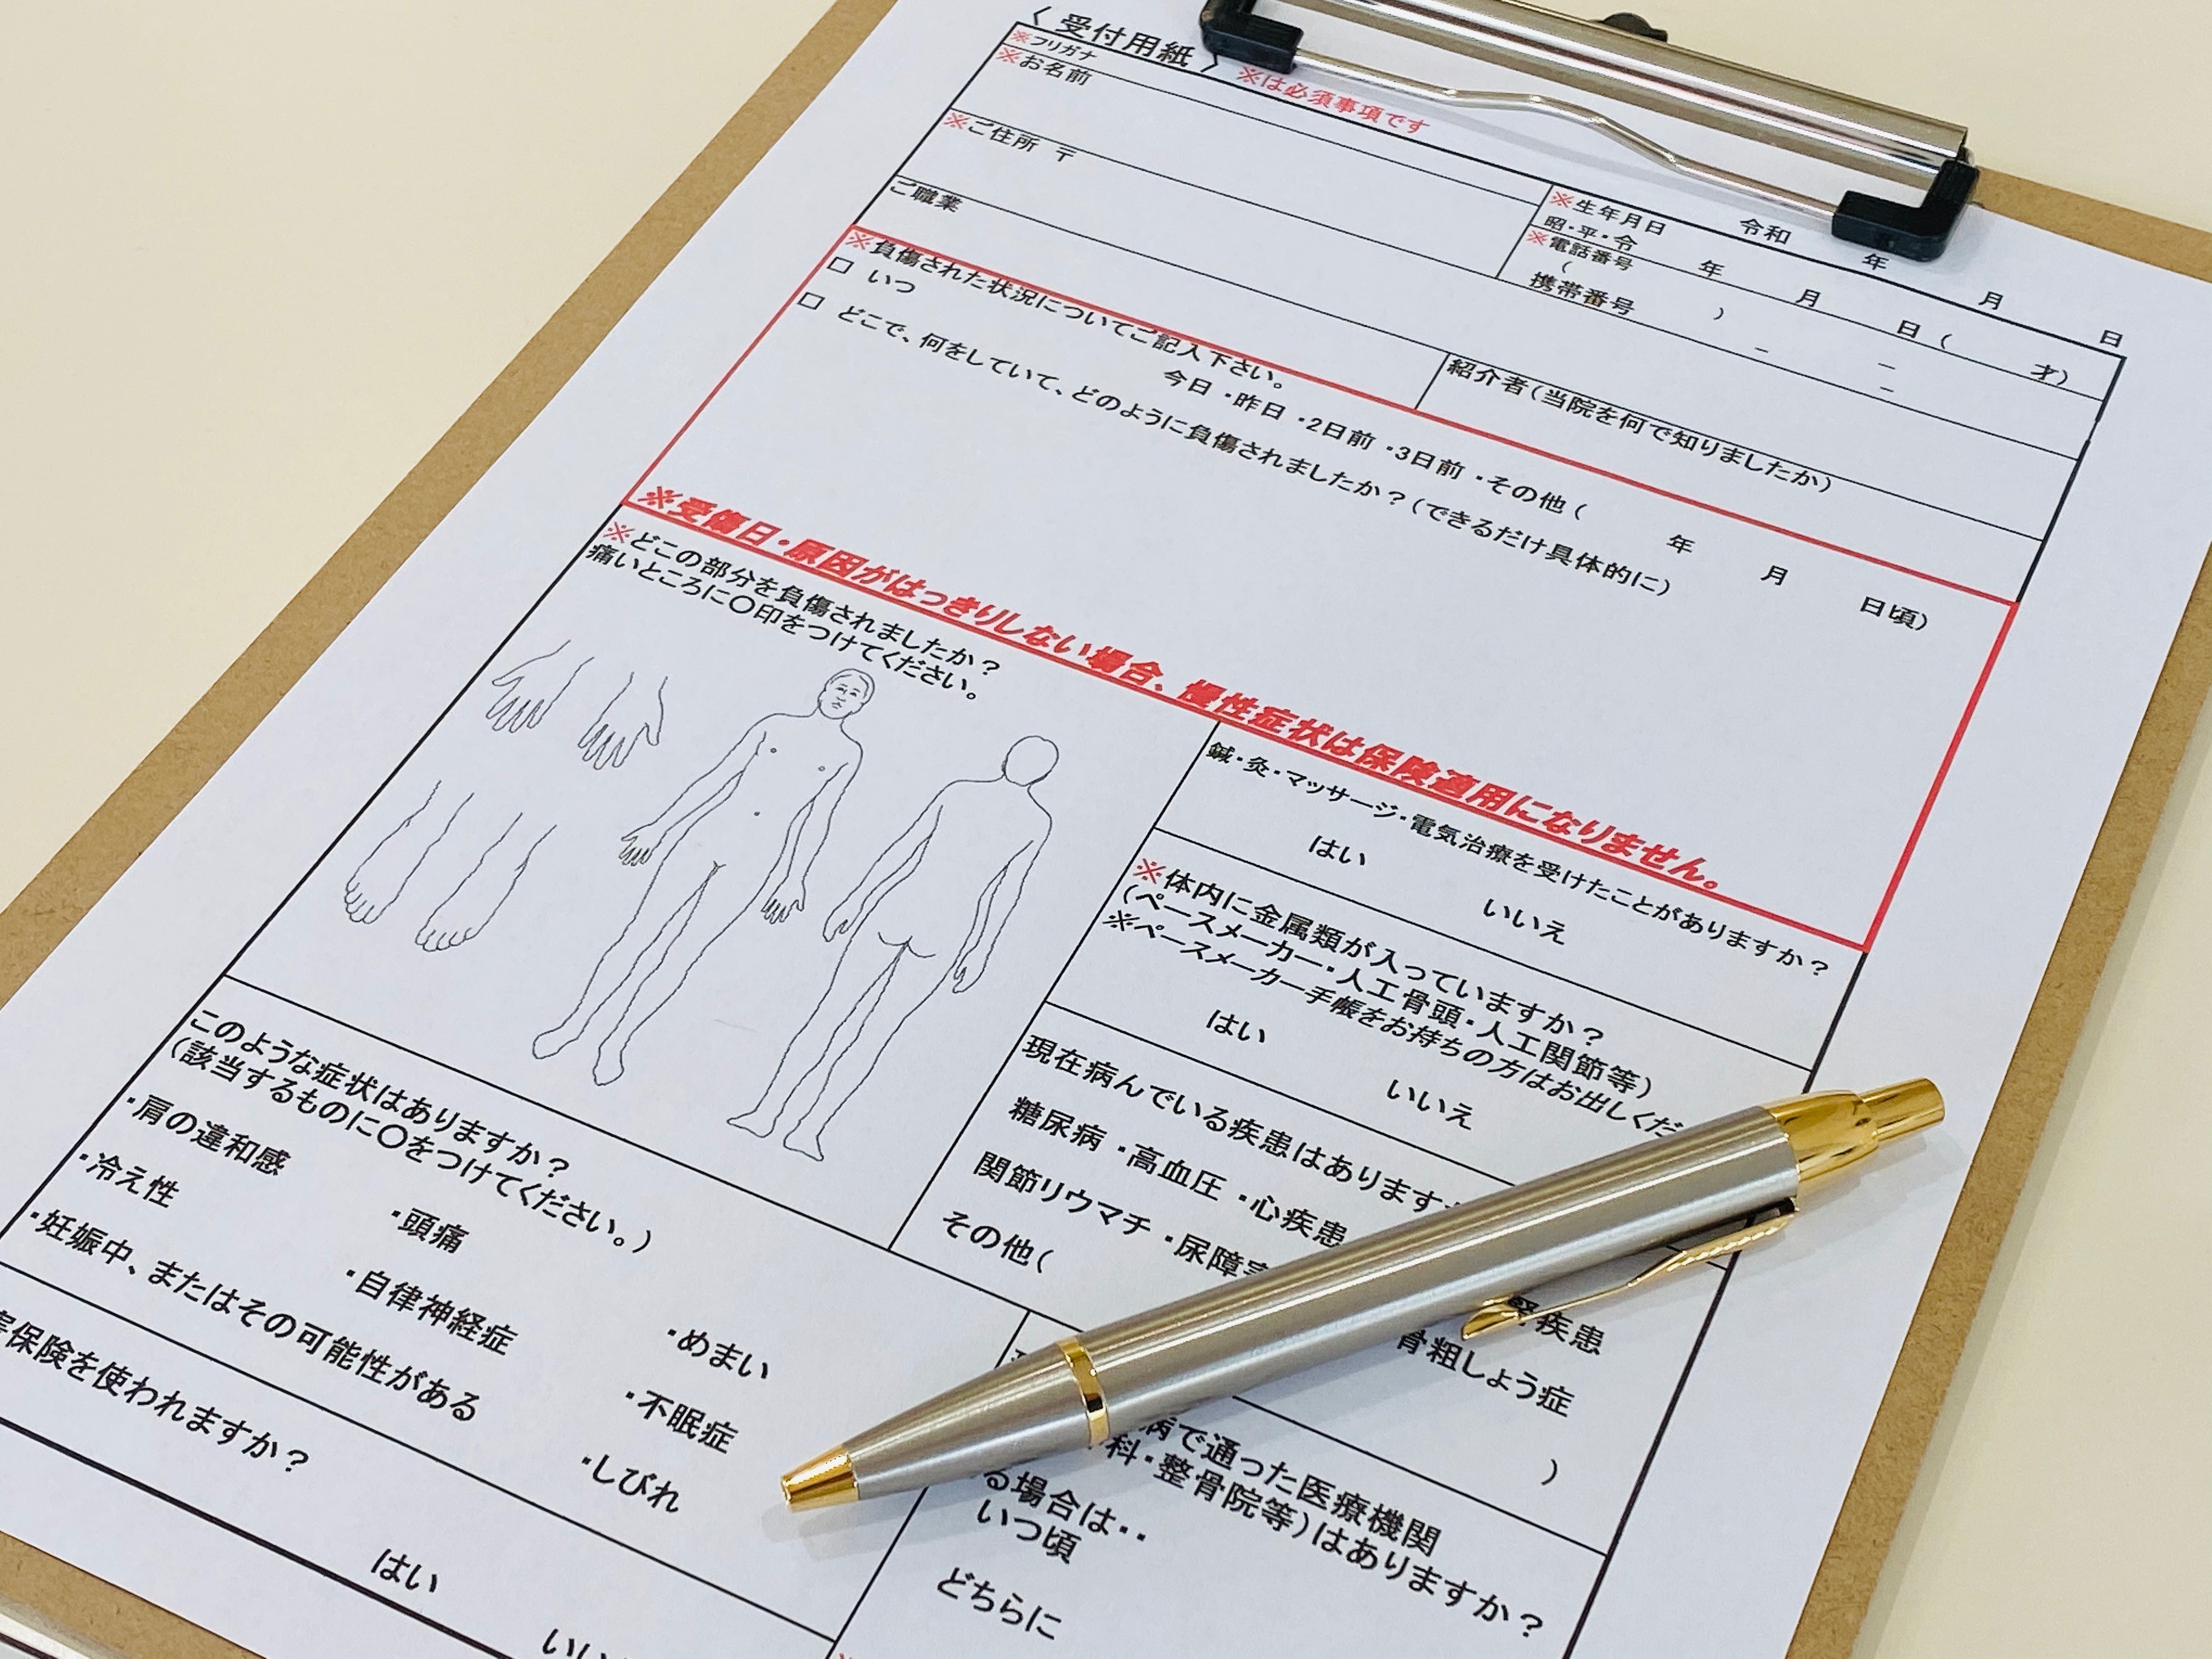 〈 受付用紙 〉
※は必須事項です
令和 年 月 日
※フリガナ
※お名前
※生年月日
昭・平・令 年 月 日 ( 才)
※ご住所 〒
※電話番号
( ) - -
携帯番号 - -
ご職業
紹介者(当院を何で知りましたか)
※負傷された状況についてご記入下さい。
□ いつ 今日 ・昨日 ・2日前 ・3日前 ・その他 ( 年 月 日頃)
□ どこで、何をしていて、どのように負傷されましたか？(できるだけ具体的に)
※受傷日・原因がはっきりしない場合、慢性症状は保険適用になりません。
※どこの部分を負傷されましたか？
痛いところに〇印をつけてください。
鍼・灸・マッサージ・電気治療を受けたことがありますか？
はい いいえ
※体内に金属類が入っていますか？
(ペースメーカー・人工骨頭・人工関節等)
※ペースメーカー手帳をお持ちの方はお出しくだ
はい いいえ
現在病んでいる疾患はあります
糖尿病 ・高血圧 ・心疾患 疾患
関節リウマチ ・尿障 骨粗しょう症
その他( )
このような症状はありますか？
(該当するものに〇をつけてください。)
・肩の違和感 ・頭痛 ・めまい
・冷え性 ・自律神経症 ・不眠症
・妊娠中、またはその可能性がある ・しびれ
病で通った医療機関
科・整骨院等)はありますか？
る場合は・・
いつ頃
どちらに
保険を使われますか？
はい いい